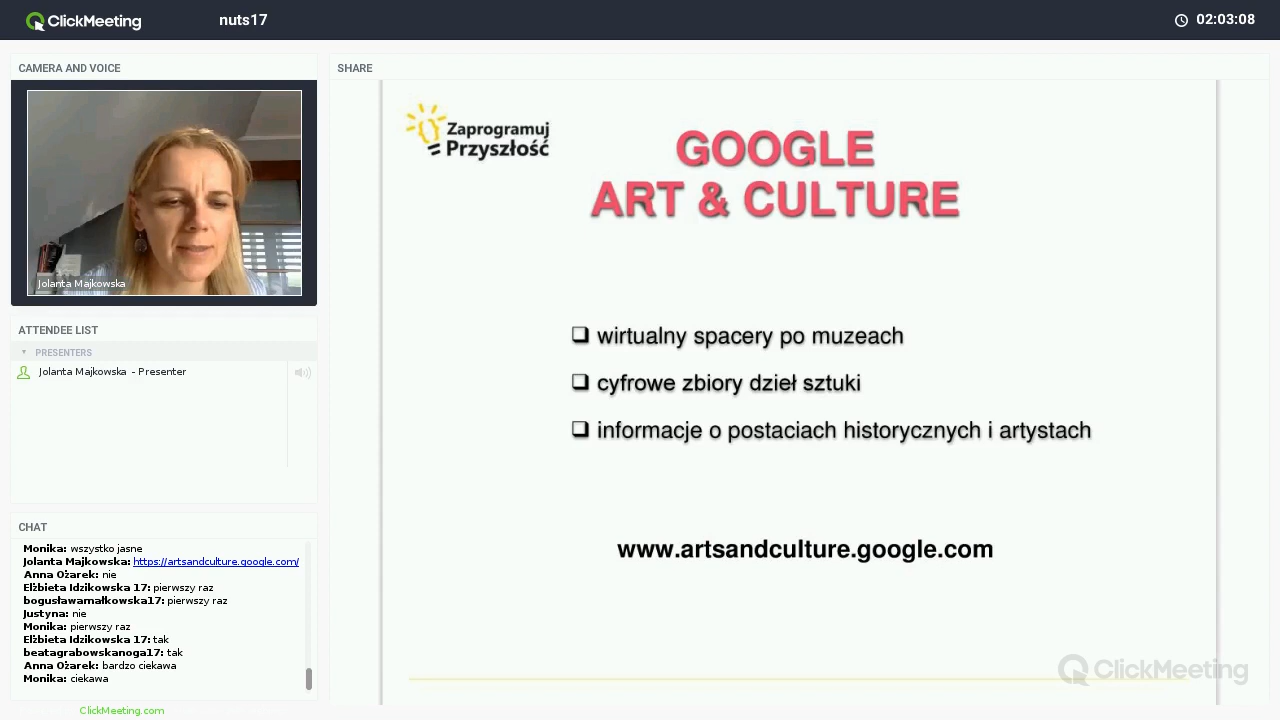 ClickMeeting
nuts17
02:03:08
CAMERA AND VOICE
Jolanta Majkowska
ATTENDEE LIST
PRESENTERS
Jolanta Majkowska - Presenter
CHAT
Monika: wszystko jasne
Jolanta Majkowska: https://artsandculture.google.com/
Anna Ożarek: nie
Elżbieta Idzikowska 17: pierwszy raz
bogusławamałkowska17: pierwszy raz
Justyna: nie
Monika: pierwszy raz
Elżbieta Idzikowska 17: tak
beatagrabowskanoga17: tak
Anna Ożarek: bardzo ciekawa
Monika: ciekawa
ClickMeeting.com
SHARE
Zaprogramuj
Przyszłość
GOOGLE
ART & CULTURE
wirtualny spacery po muzeach
cyfrowe zbiory dzieł sztuki
informacje o postaciach historycznych i artystach
www.artsandculture.google.com
ClickMeeting